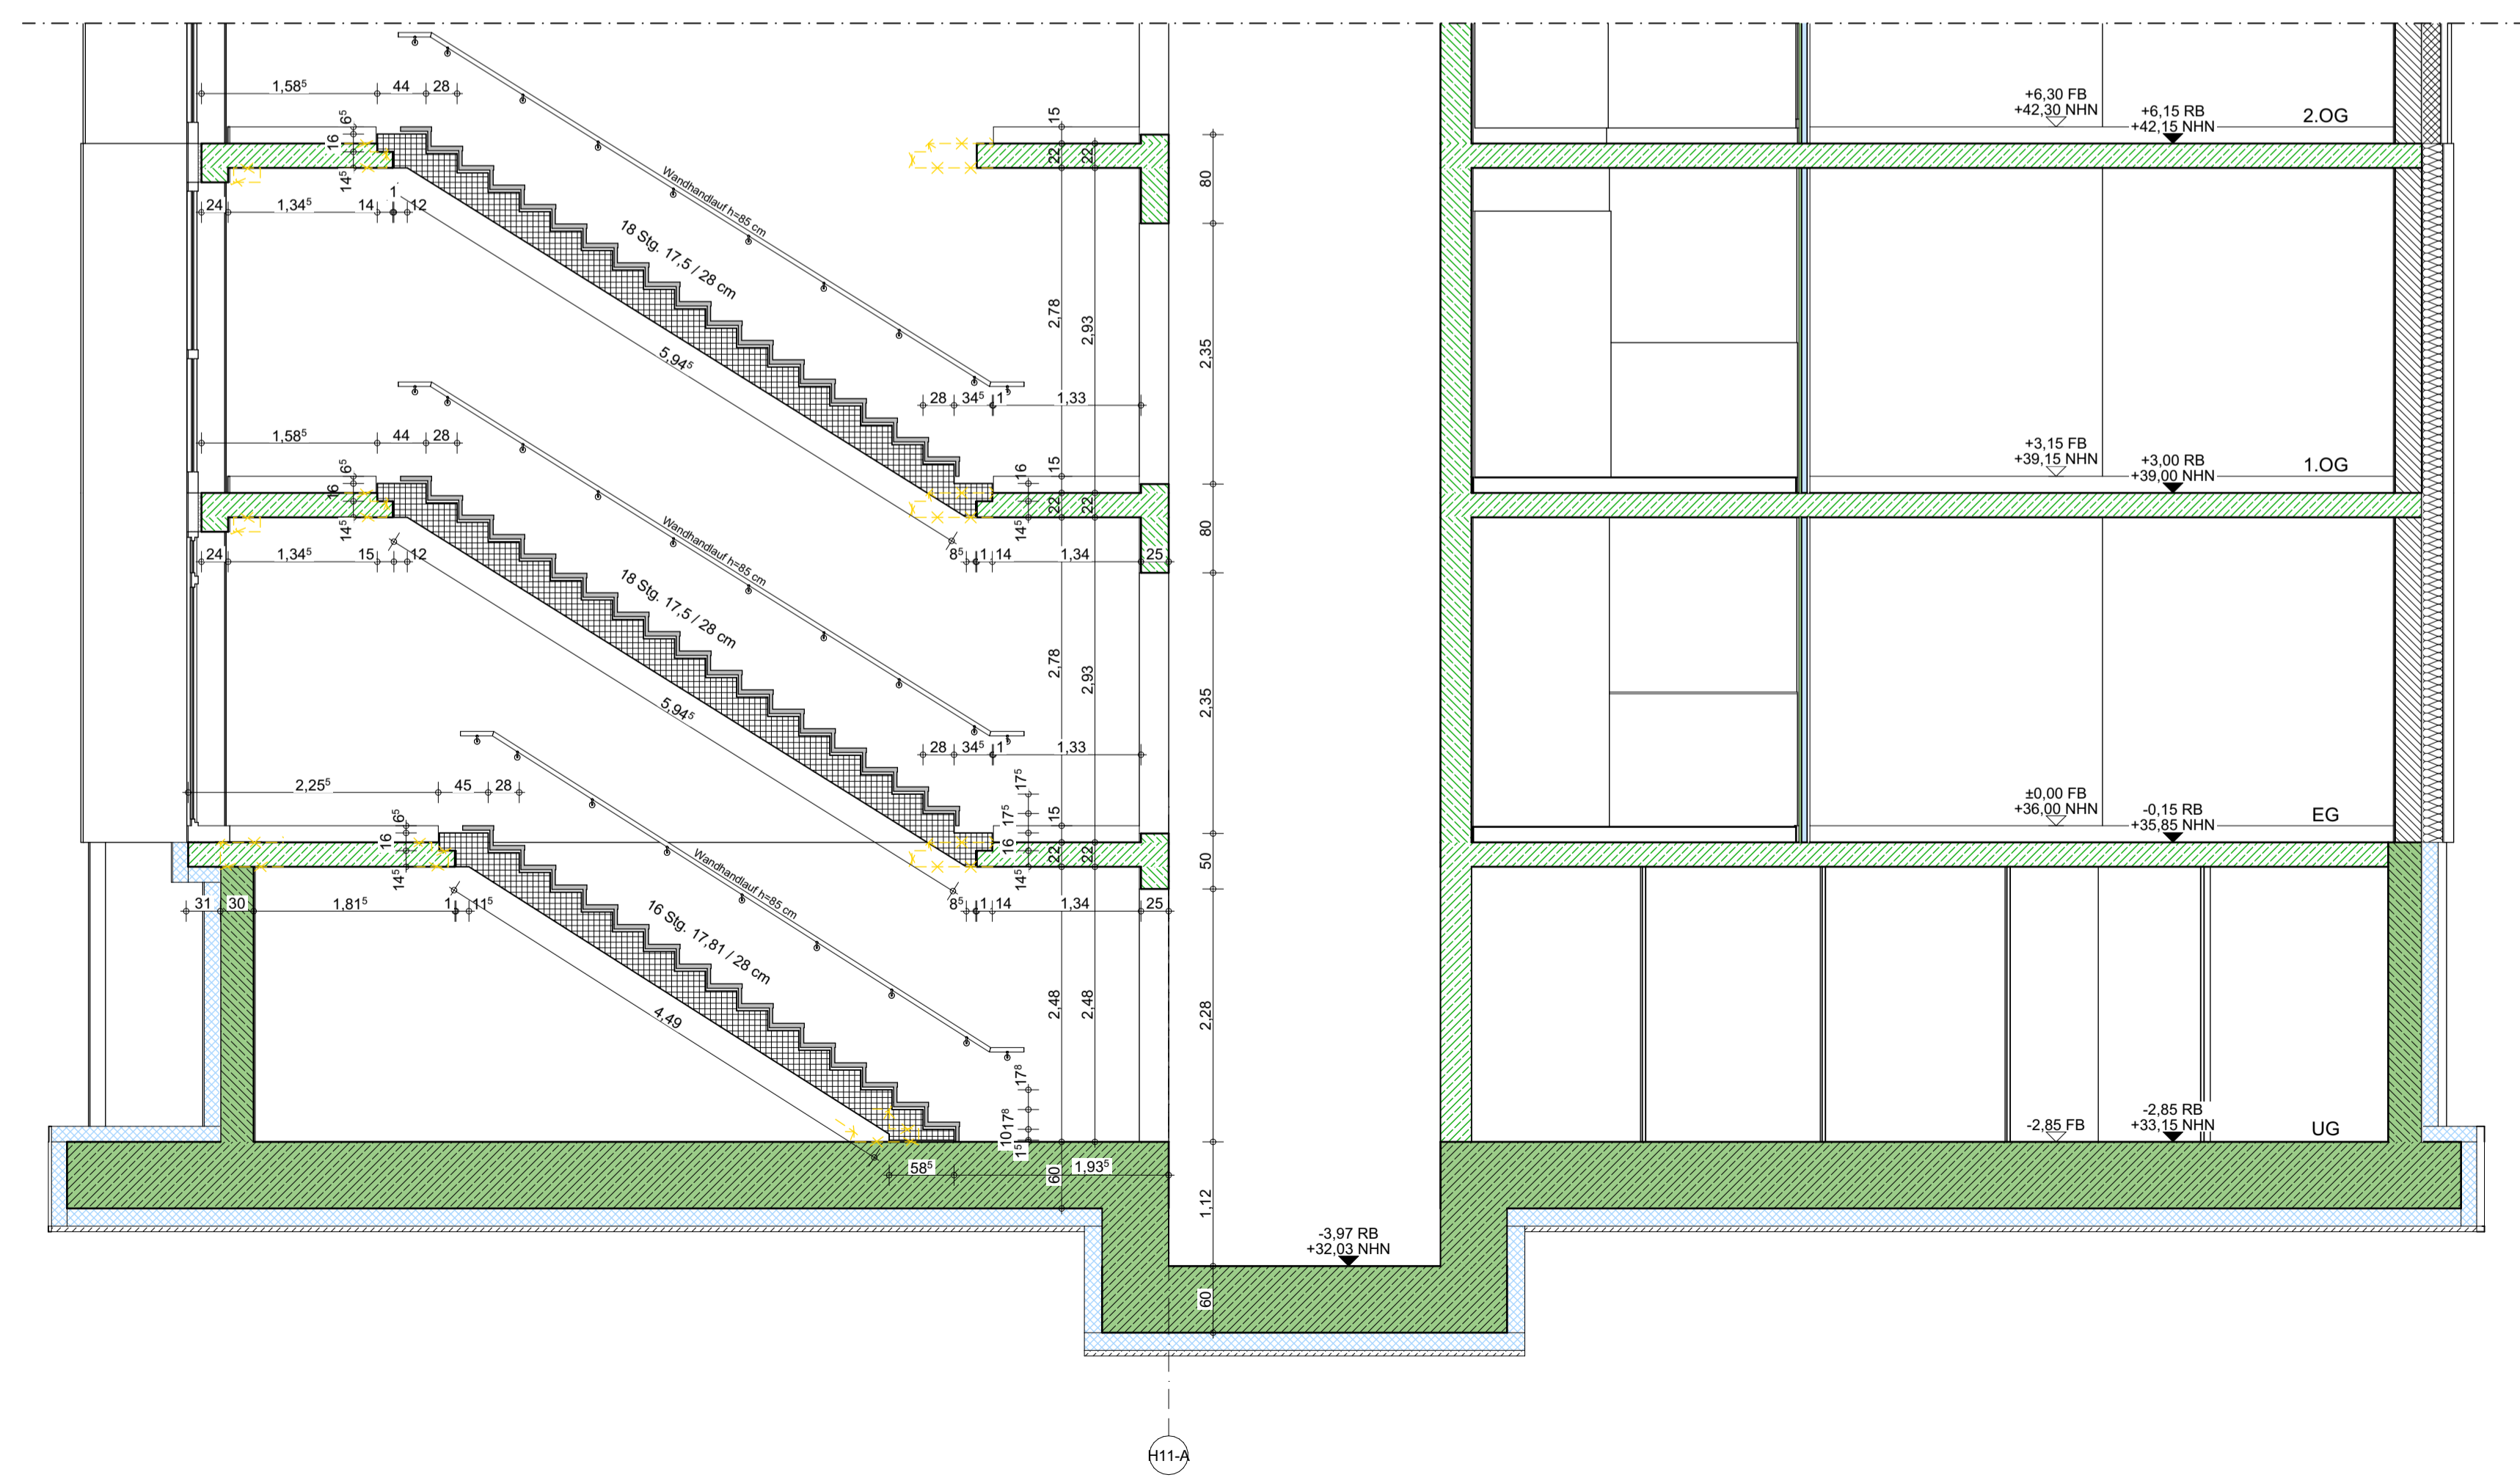 1,58⁵ 44 28
6⁵
16
14⁵
24 1,34⁵ 14 1 12
Wandhandlauf h=85 cm
18 Stg. 17,5 / 28 cm
5,94⁵
15
22 22
2,78
2,93
80
2,35
28 34⁵ 1 1,33
+6,30 FB
+42,30 NHN
+6,15 RB
+42,15 NHN
2.OG
1,58⁵ 44 28
6⁵
16
14⁵
24 1,34⁵ 15 12
Wandhandlauf h=85 cm
18 Stg. 17,5 / 28 cm
5,94⁵
16
14⁵
8⁵ 1 14 1,34 25
15
22 22
2,78
2,93
80
2,35
28 34⁵ 1 1,33
+3,15 FB
+39,15 NHN
+3,00 RB
+39,00 NHN
1.OG
2,25⁵ 45 28
6⁵
16
14⁵
31 30 1,81⁵ 1 11⁵
Wandhandlauf h=85 cm
16 Stg. 17,81 / 28 cm
4,49
17⁵
17⁵
16
14⁵
8⁵ 1 14 1,34 25
15
22 22
2,48
2,48
50
2,28
±0,00 FB
+36,00 NHN
-0,15 RB
+35,85 NHN
EG
17⁸
17⁸
10
1⁵
58⁵ 1,93⁵
60
1,12
60
-2,85 FB
-2,85 RB
+33,15 NHN
UG
-3,97 RB
+32,03 NHN
H11-A